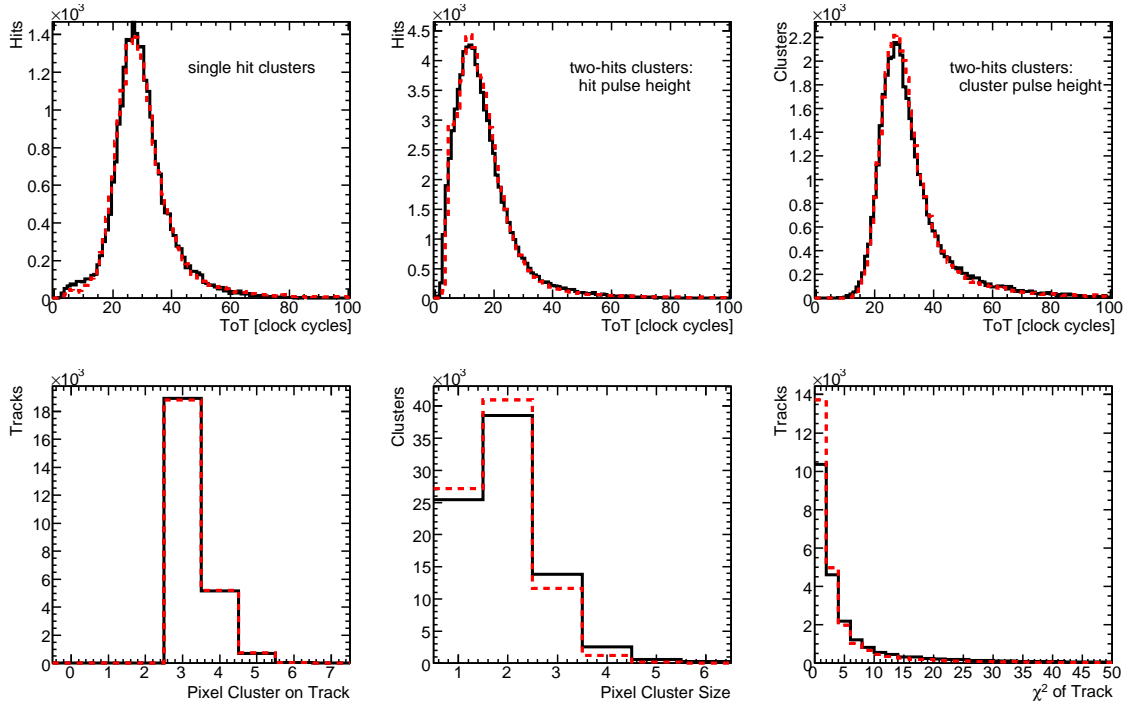 ×10³
Hits
1.4
1.2
1
0.8
0.6
0.4
0.2
0
single hit clusters
0 20 40 60 80 100
ToT [clock cycles]
×10³
Hits
4.5
4
3.5
3
2.5
2
1.5
1
0.5
0
two-hits clusters:
hit pulse height
0 20 40 60 80 100
ToT [clock cycles]
×10³
Clusters
2.2
2
1.8
1.6
1.4
1.2
1
0.8
0.6
0.4
0.2
0
two-hits clusters:
cluster pulse height
0 20 40 60 80 100
ToT [clock cycles]
×10³
Tracks
18
16
14
12
10
8
6
4
2
0
0 1 2 3 4 5 6 7
Pixel Cluster on Track
×10³
Clusters
40
35
30
25
20
15
10
5
0
1 2 3 4 5 6
Pixel Cluster Size
×10³
Tracks
14
12
10
8
6
4
2
0
0 5 10 15 20 25 30 35 40 45 50
χ² of Track